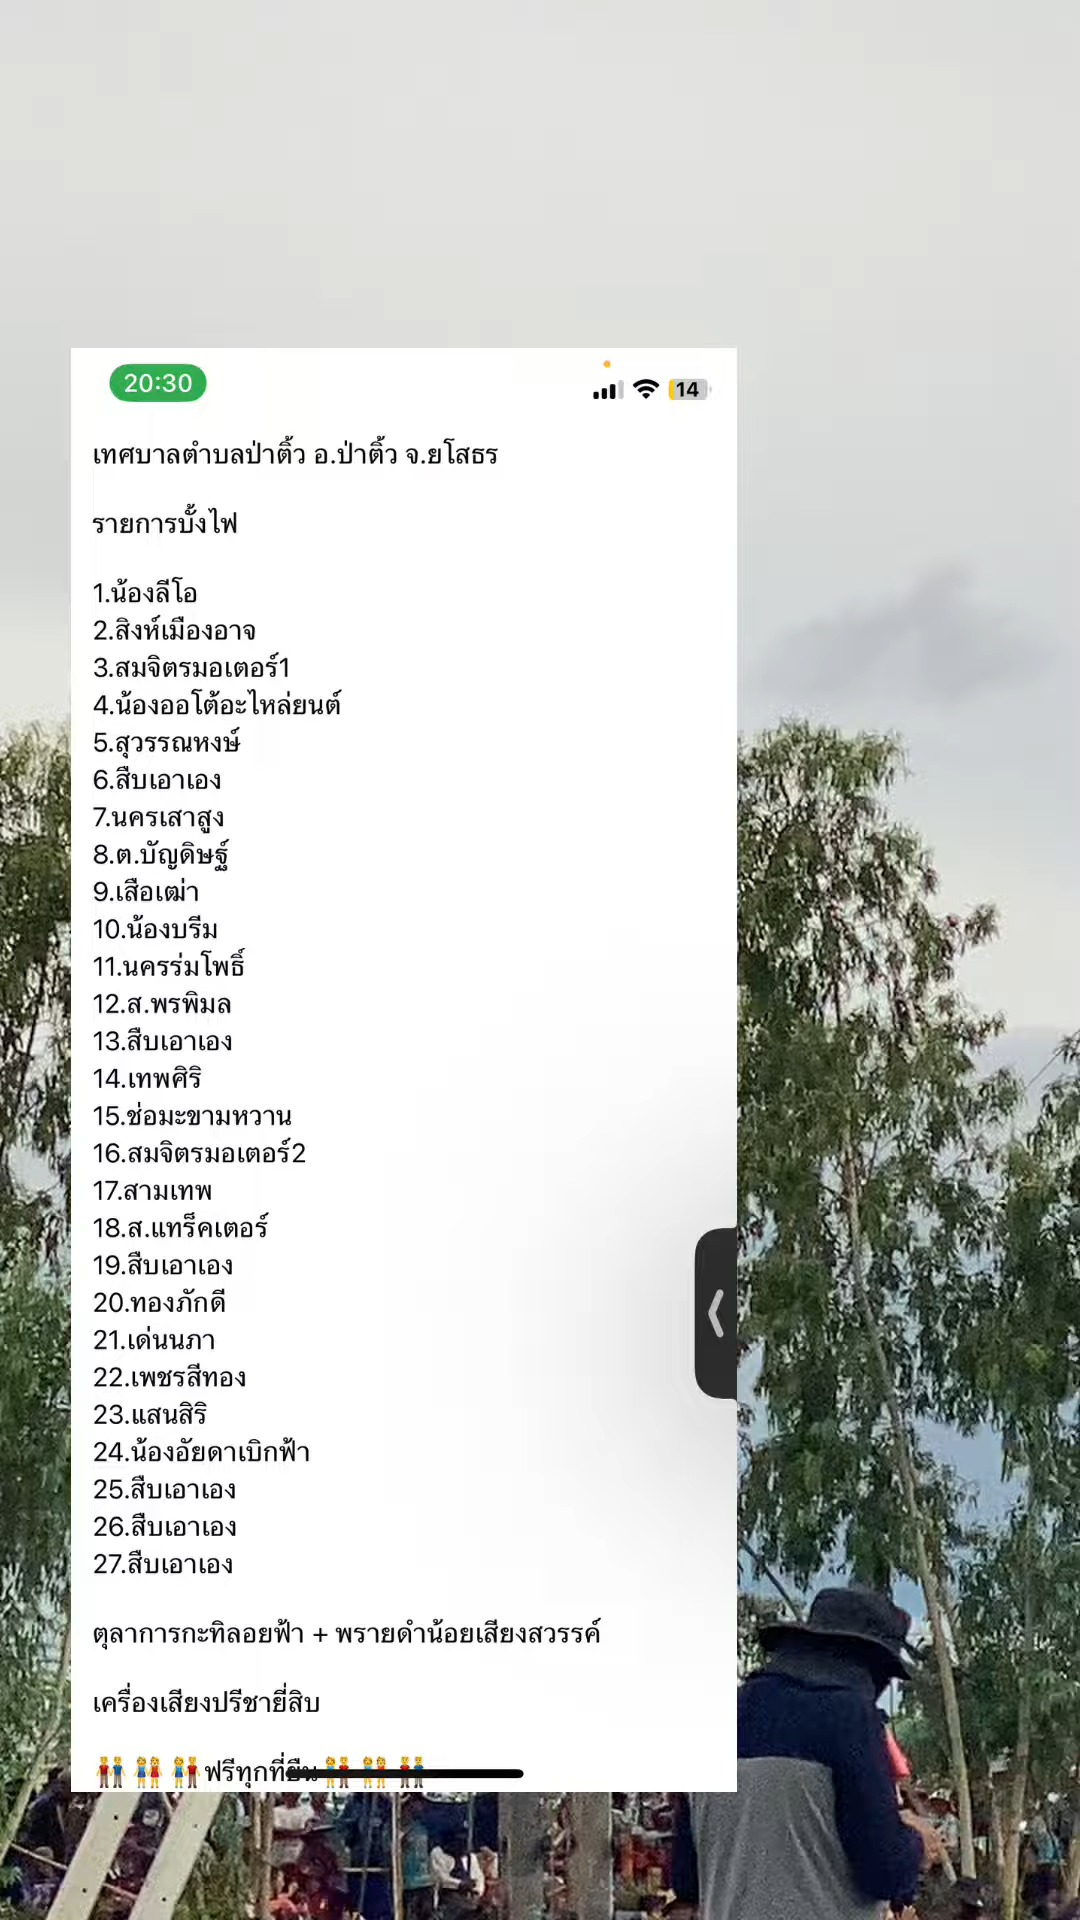 20:30
14
เทศบาลตำบลป่าติ้ว อ.ป่าติ้ว จ.ยโสธร
รายการบั้งไฟ
1.น้องลีโอ
2.สิงห์เมืองอาจ
3.สมจิตรมอเตอร์1
4.น้องออโต้อะไหล่ยนต์
5.สุวรรณหงษ์
6.สืบเอาเอง
7.นครเสาสูง
8.ต.บัญดิษฐ์
9.เสือเฒ่า
10.น้องบรีม
11.นครร่มโพธิ์
12.ส.พรพิมล
13.สืบเอาเอง
14.เทพศิริ
15.ช่อมะขามหวาน
16.สมจิตรมอเตอร์2
17.สามเทพ
18.ส.แทร็คเตอร์
19.สืบเอาเอง
20.ทองภักดี
21.เด่นนภา
22.เพชรสีทอง
23.แสนสิริ
24.น้องอัยดาเบิกฟ้า
25.สืบเอาเอง
26.สืบเอาเอง
27.สืบเอาเอง
ตุลาการกะทิลอยฟ้า + พรายดำน้อยเสียงสวรรค์
เครื่องเสียงปรีชายี่สิบ
👬👭👫ฟรีทุกที่ยืน👫👭👬